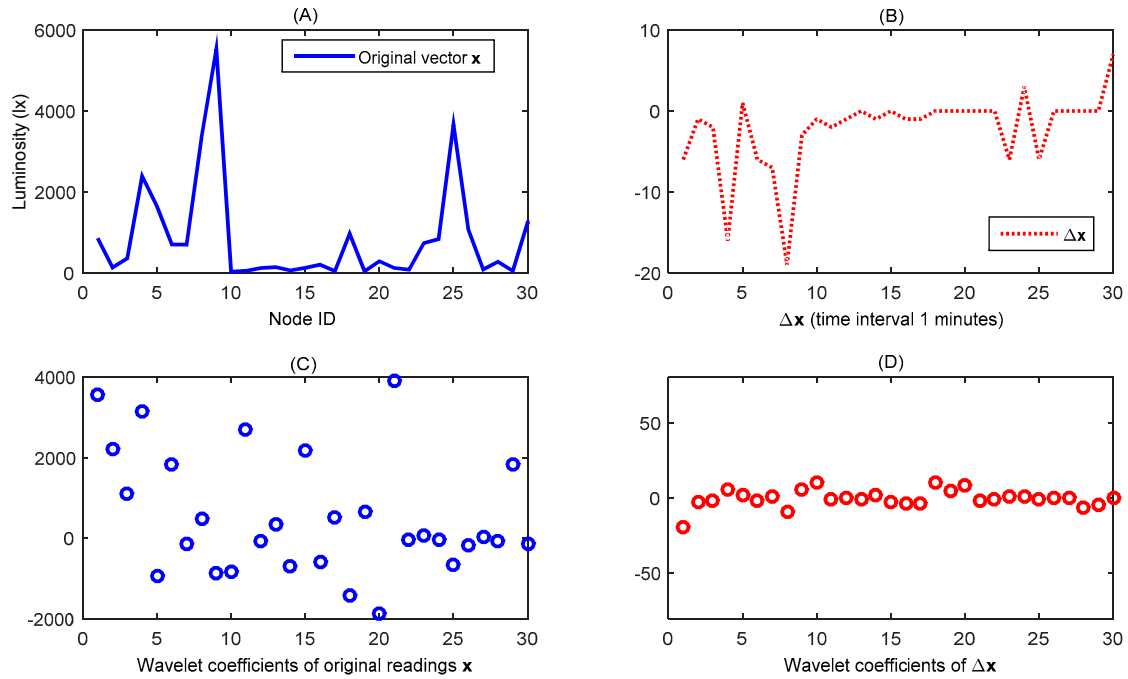 (A)
6000
4000
2000
0
Luminosity (lx)
Original vector x
0 5 10 15 20 25 30
Node ID
(B)
10
0
-10
-20
Δx
0 5 10 15 20 25 30
Δx (time interval 1 minutes)
(C)
4000
2000
0
-2000
0 5 10 15 20 25 30
Wavelet coefficients of original readings x
(D)
50
0
-50
0 5 10 15 20 25 30
Wavelet coefficients of Δx